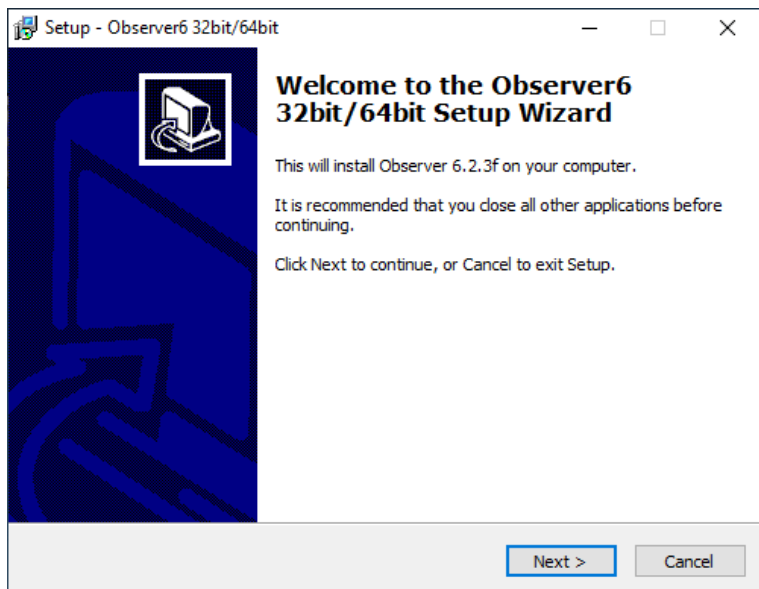 Setup - Observer6 32bit/64bit
Welcome to the Observer6
32bit/64bit Setup Wizard
This will install Observer 6.2.3f on your computer.
It is recommended that you close all other applications before
continuing.
Click Next to continue, or Cancel to exit Setup.
Next >
Cancel